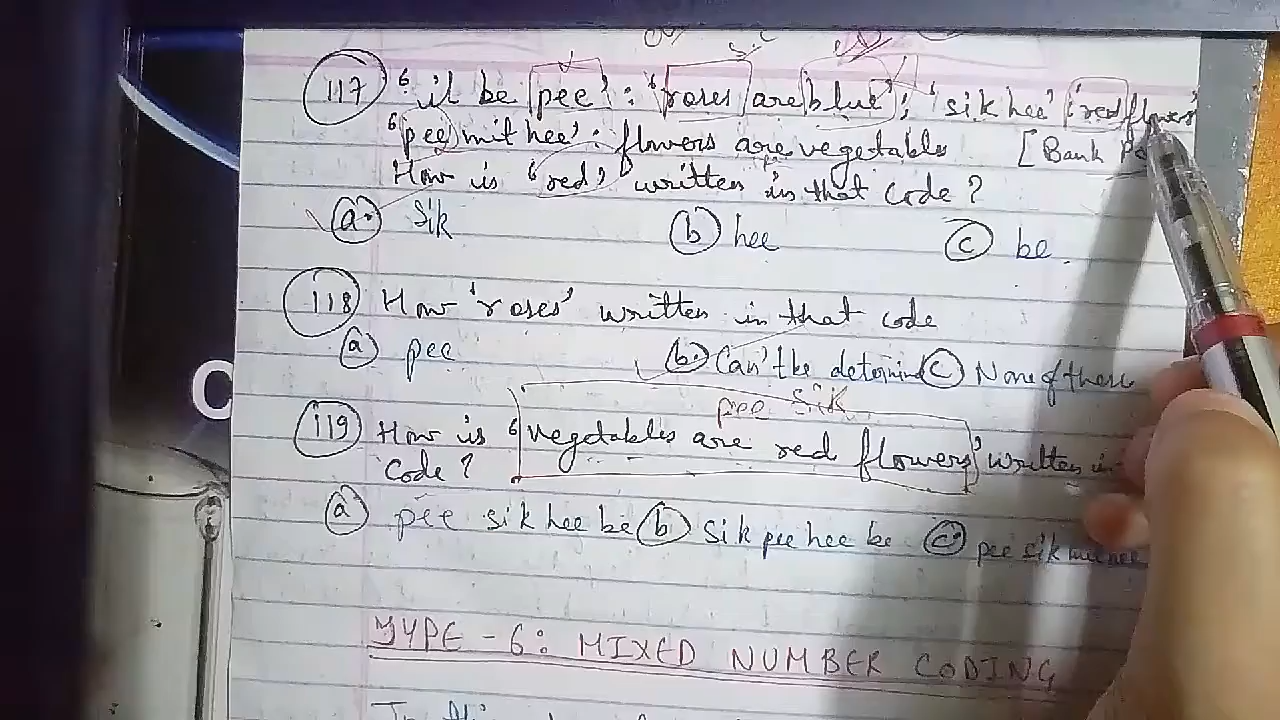 117 'il be pee' : 'roses are blue'; 'sik hee' 'red flowers'
'pee mit hee' : flowers are vegetables [Bank Po
How is 'red' written in that code?
a. Sik b hee c be.
118 How 'roses' written in that code
a pee b. Can't be determined c None of these
pee sik
119 How is 'vegetables are red flowers' written in
code?
a pee sik hee be b sik pee hee be c. pee sik mit hee
TYPE - 6: MIXED NUMBER CODING